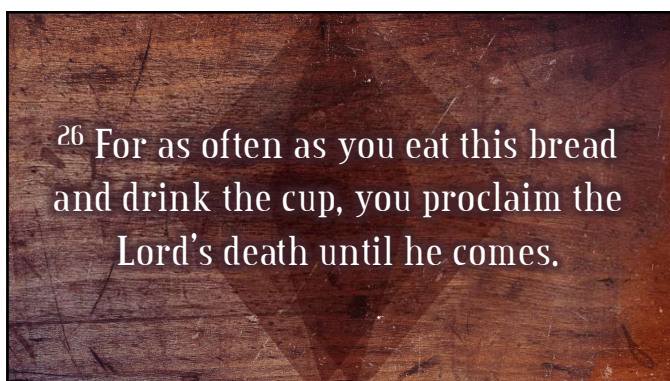 26 For as often as you eat this bread
and drink the cup, you proclaim the
Lord's death until he comes.